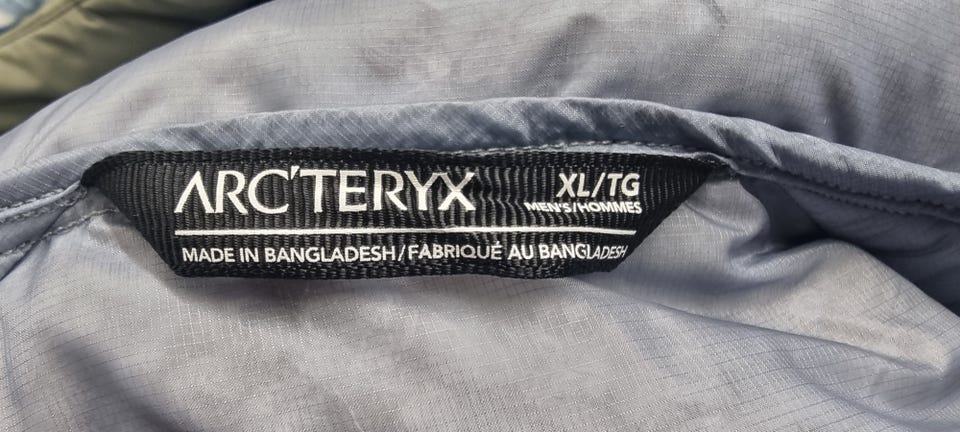 ARC'TERYX
XL/TG
MEN'S/HOMMES
MADE IN BANGLADESH/FABRIQUÉ AU BANGLADESH